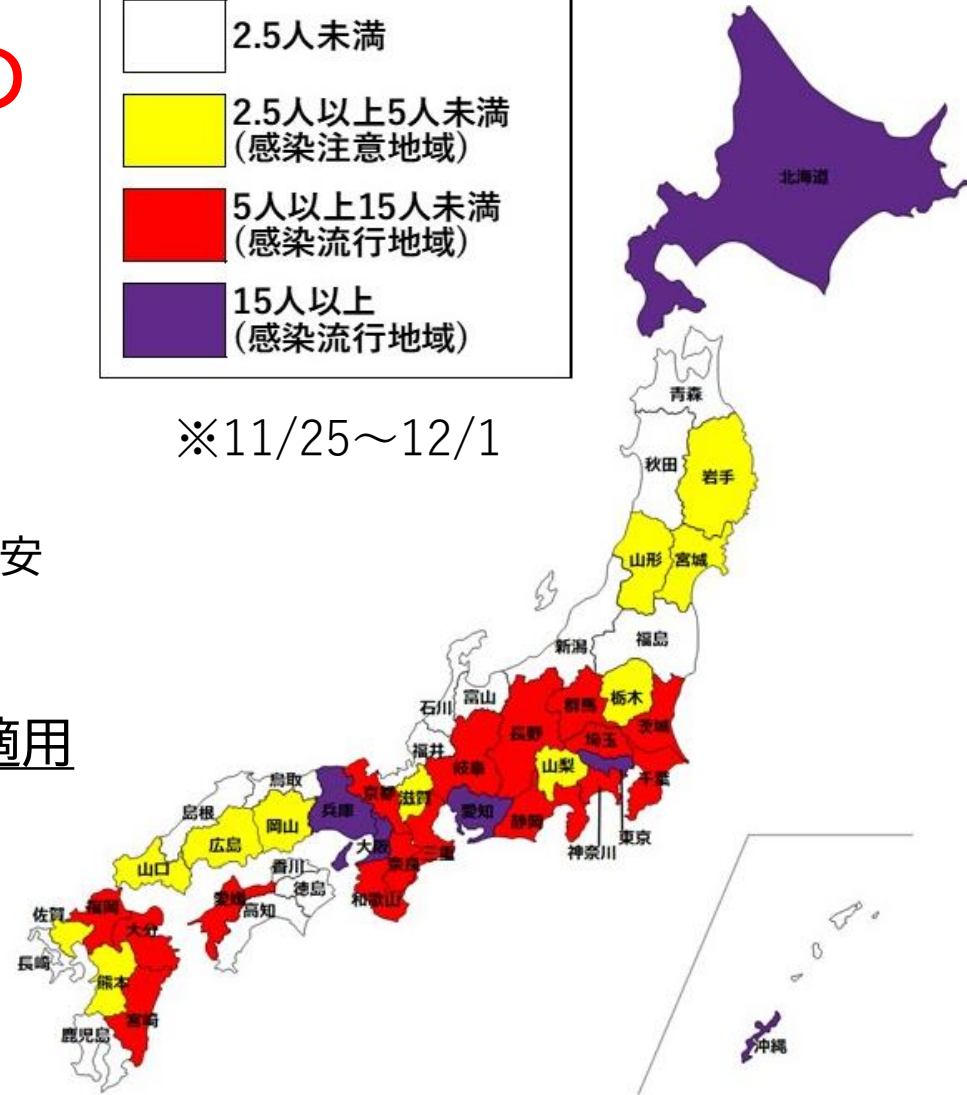 の
2.5人未満
2.5人以上5人未満
(感染注意地域)
5人以上15人未満
(感染流行地域)
15人以上
(感染流行地域)
※11/25～12/1
安
適用
北海道
青森
秋田
岩手
山形
宮城
新潟
福島
石川
富山
群馬
栃木
茨城
福井
長野
埼玉
岐阜
山梨
千葉
鳥取
京都
滋賀
島根
兵庫
愛知
静岡
岡山
東京
広島
大阪
三重
神奈川
山口
香川
奈良
徳島
愛媛
和歌山
高知
佐賀
福岡
大分
長崎
熊本
宮崎
鹿児島
沖縄